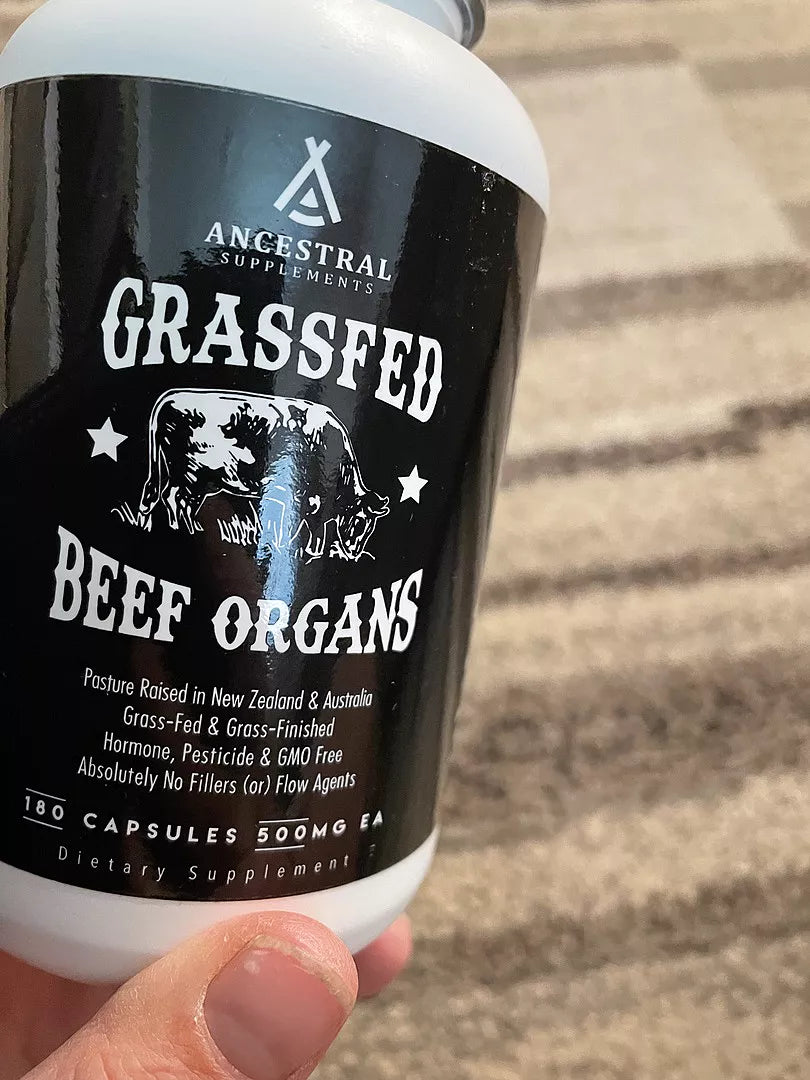 ANCESTRAL
SUPPLEMENTS
GRASSFED
BEEF ORGANS
Pasture Raised in New Zealand & Australia
Grass-Fed & Grass-Finished
Hormone, Pesticide & GMO Free
Absolutely No Fillers (or) Flow Agents
180 CAPSULES 500MG EA
Dietary Supplement